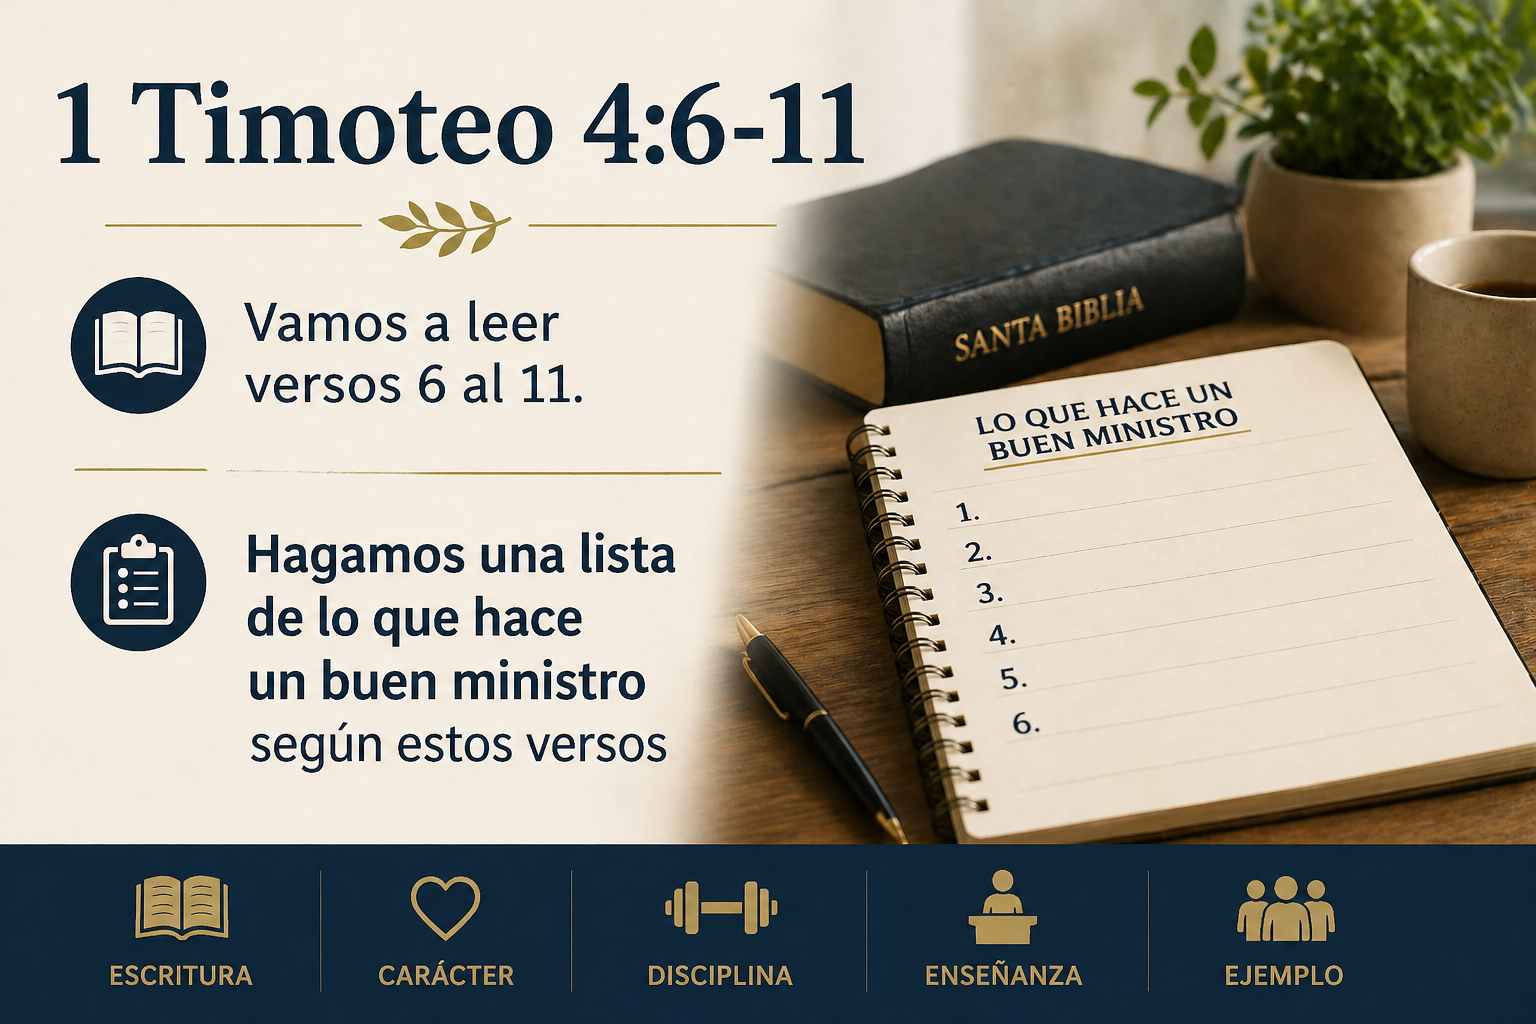 1 Timoteo 4:6-11
Vamos a leer
versos 6 al 11.
Hagamos una lista
de lo que hace
un buen ministro
según estos versos
SANTA BIBLIA
LO QUE HACE UN
BUEN MINISTRO
1.
2.
3.
4.
5.
6.
ESCRITURA
CARÁCTER
DISCIPLINA
ENSEÑANZA
EJEMPLO